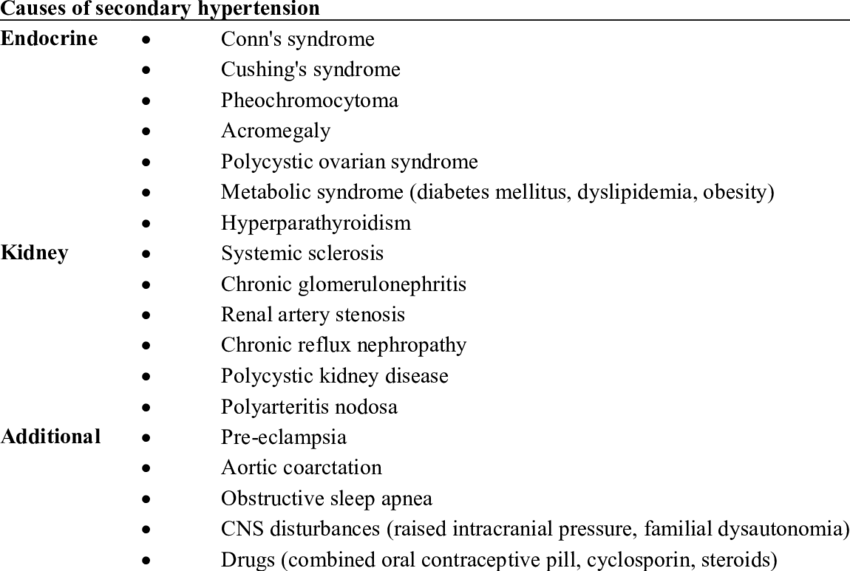 Causes of secondary hypertension
Endocrine • Conn's syndrome
• Cushing's syndrome
• Pheochromocytoma
• Acromegaly
• Polycystic ovarian syndrome
• Metabolic syndrome (diabetes mellitus, dyslipidemia, obesity)
• Hyperparathyroidism
Kidney • Systemic sclerosis
• Chronic glomerulonephritis
• Renal artery stenosis
• Chronic reflux nephropathy
• Polycystic kidney disease
• Polyarteritis nodosa
Additional • Pre-eclampsia
• Aortic coarctation
• Obstructive sleep apnea
• CNS disturbances (raised intracranial pressure, familial dysautonomia)
• Drugs (combined oral contraceptive pill, cyclosporin, steroids)